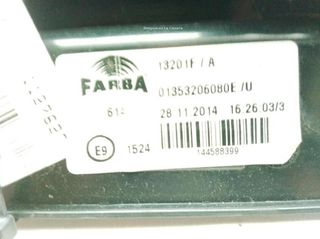 13201F / A
FARBA
01353206080E /U
614 28.11.2014 16:26:03/3
E9 1524
144588399